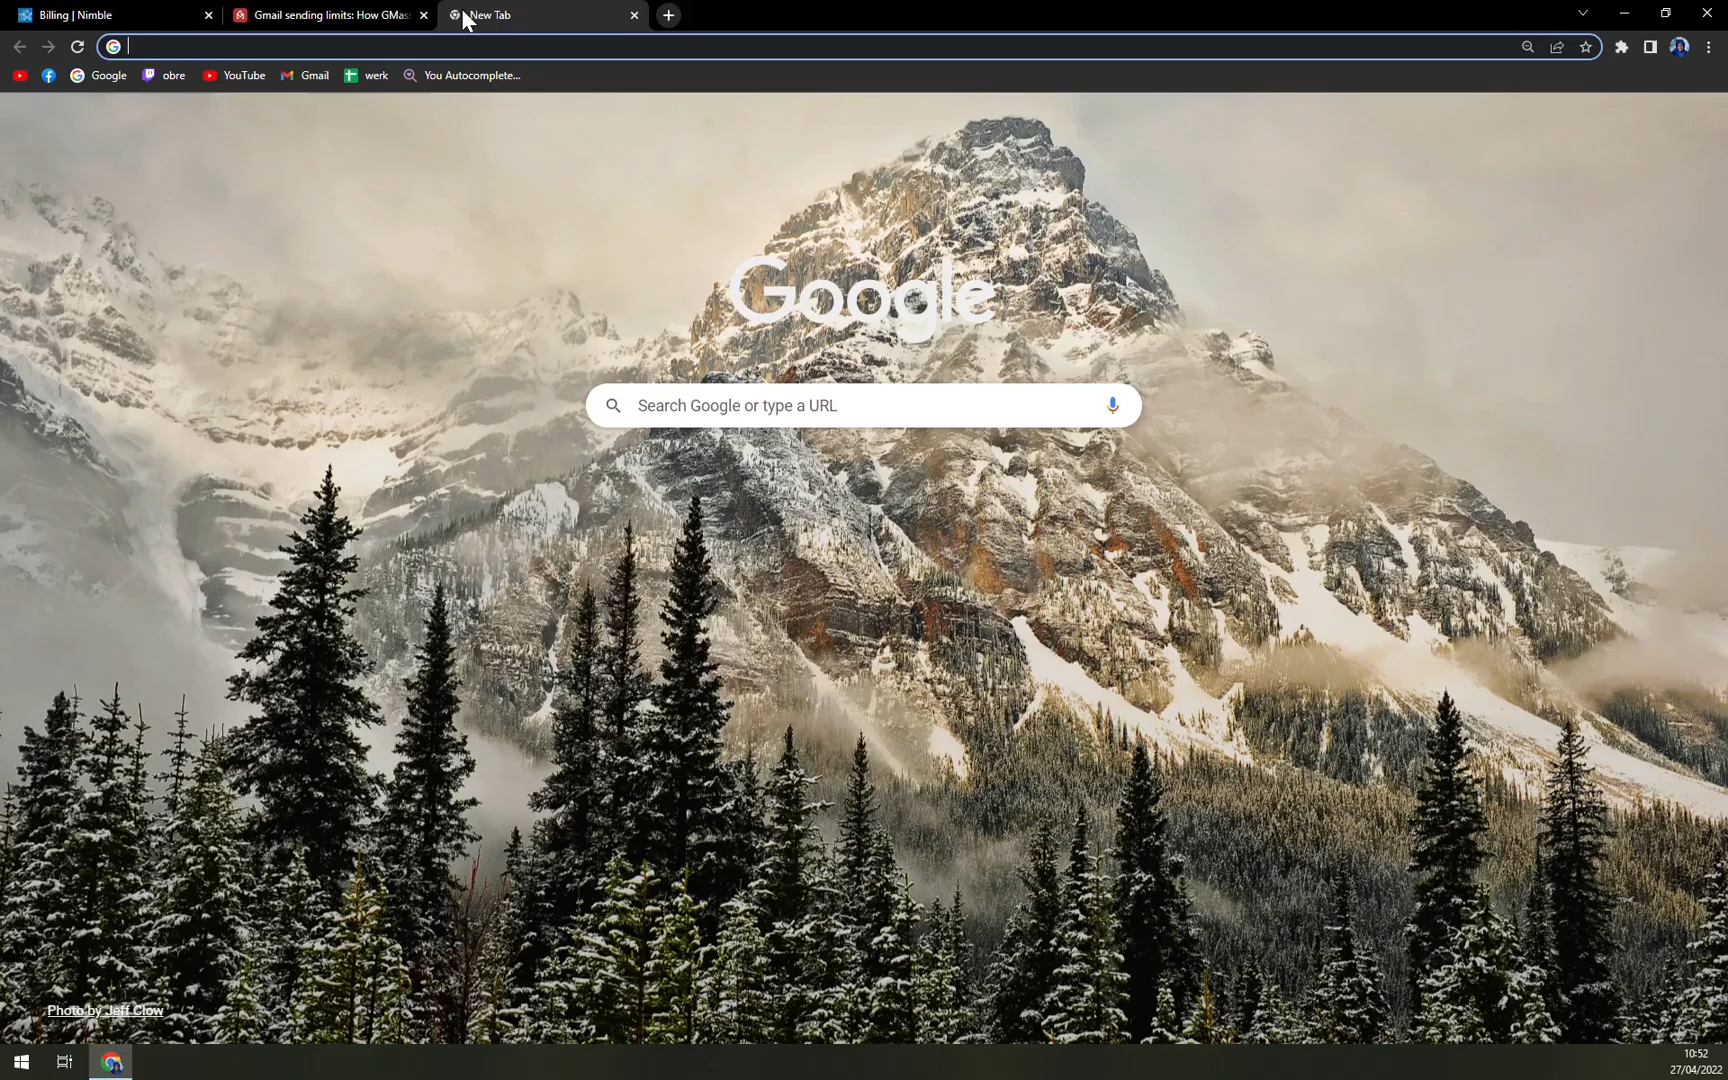 Billing | Nimble
Gmail sending limits: How GMas
New Tab
Google
obre
YouTube
Gmail
werk
You Autocomplete...
Google
Search Google or type a URL
Photo by Jeff Clow
10:52
27/04/2022